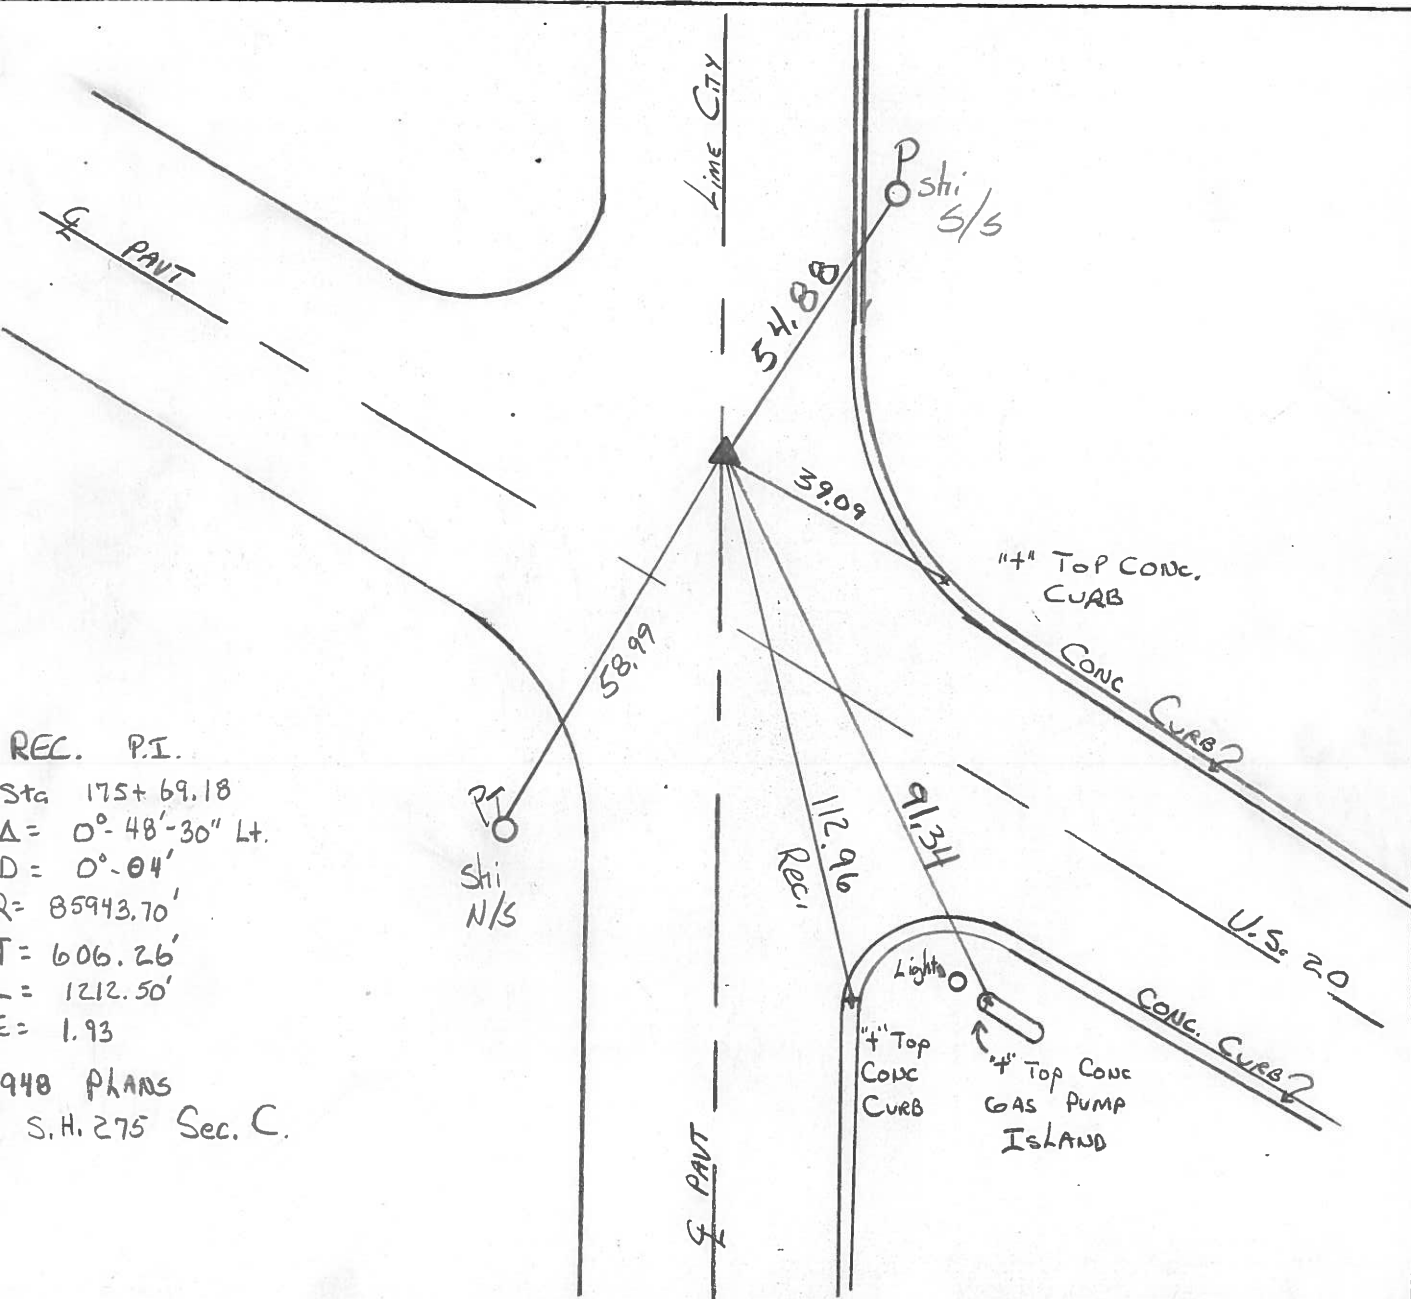 LIME CITY
P
shi
S/S
℄ PAVT
54.88
39.09
"+" TOP CONC.
CURB
58.99
CONC CURB
REC. P.I.
Sta 175+69.18
Δ = 0°-48'-30" Lt.
D = 0°-04'
R= 85943.70'
T= 606.26'
L= 1212.50'
E= 1.93
948 PLANS
S.H. 275 Sec. C.
PT
shi
N/S
112.96
Rec.
91.34
U.S. 20
Light
CONC. CURB
"+" Top
CONC
CURB
"+" Top CONC
GAS PUMP
ISLAND
℄ PAVT